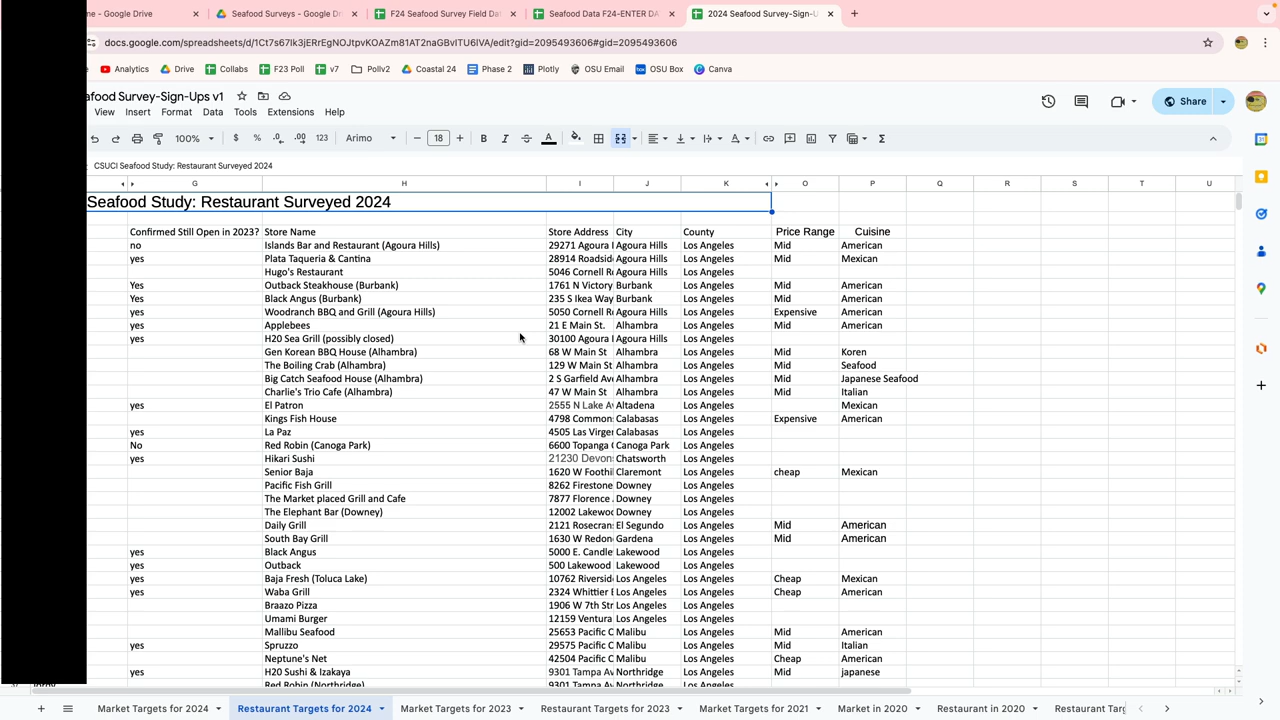 me - Google Drive × Seafood Surveys - Google Dri × F24 Seafood Survey Field Dat × Seafood Data F24-ENTER DA × 2024 Seafood Survey-Sign-U × +
docs.google.com/spreadsheets/d/1Ct7s67Ik3jERrEgNOJtpvKOAZm81AT2naGBvITU6IVA/edit?gid=2095493606#gid=2095493606
Analytics Drive Collabs F23 Poll v7 Pollv2 Coastal 24 Phase 2 Plotly OSU Email OSU Box Canva
afood Survey-Sign-Ups v1
View Insert Format Data Tools Extensions Help
Share
100% $ % .0 .00 123 Arimo − 18 + B I S A Σ
CSUCI Seafood Study: Restaurant Surveyed 2024
G H I J K O P Q R S T U
Seafood Study: Restaurant Surveyed 2024
Confirmed Still Open in 2023? Store Name Store Address City County Price Range Cuisine
no Islands Bar and Restaurant (Agoura Hills) 29271 Agoura Agoura Hills Los Angeles Mid American
yes Plata Taqueria & Cantina 28914 Roadsid Agoura Hills Los Angeles Mid Mexican
Hugo's Restaurant 5046 Cornell R Agoura Hills Los Angeles
Yes Outback Steakhouse (Burbank) 1761 N Victory Burbank Los Angeles Mid American
Yes Black Angus (Burbank) 235 S Ikea Way Burbank Los Angeles Mid American
yes Woodranch BBQ and Grill (Agoura Hills) 5050 Cornell R Agoura Hills Los Angeles Expensive American
yes Applebees 21 E Main St. Alhambra Los Angeles Mid American
yes H20 Sea Grill (possibly closed) 30100 Agoura Agoura Hills Los Angeles
Gen Korean BBQ House (Alhambra) 68 W Main St Alhambra Los Angeles Mid Koren
The Boiling Crab (Alhambra) 129 W Main St Alhambra Los Angeles Mid Seafood
Big Catch Seafood House (Alhambra) 2 S Garfield Av Alhambra Los Angeles Mid Japanese Seafood
Charlie's Trio Cafe (Alhambra) 47 W Main St Alhambra Los Angeles Mid Italian
yes El Patron 2555 N Lake A Altadena Los Angeles Mexican
Kings Fish House 4798 Common Calabasas Los Angeles Expensive American
yes La Paz 4505 Las Virge Calabasas Los Angeles
No Red Robin (Canoga Park) 6600 Topanga Canoga Park Los Angeles
yes Hikari Sushi 21230 Devon Chatsworth Los Angeles
Senior Baja 1620 W Foothi Claremont Los Angeles cheap Mexican
Pacific Fish Grill 8262 Firestone Downey Los Angeles
The Market placed Grill and Cafe 7877 Florence Downey Los Angeles
The Elephant Bar (Downey) 12002 Lakewoo Downey Los Angeles
Daily Grill 2121 Rosecran El Segundo Los Angeles Mid American
South Bay Grill 1630 W Redon Gardena Los Angeles Mid American
yes Black Angus 5000 E. Candle Lakewood Los Angeles
yes Outback 500 Lakewood Lakewood Los Angeles
yes Baja Fresh (Toluca Lake) 10762 Riversid Los Angeles Los Angeles Cheap Mexican
yes Waba Grill 2324 Whittier Los Angeles Los Angeles Cheap American
Braazo Pizza 1906 W 7th Str Los Angeles Los Angeles
Umami Burger 12159 Ventura Los Angeles Los Angeles
Mallibu Seafood 25653 Pacific C Malibu Los Angeles Mid American
yes Spruzzo 29575 Pacific C Malibu Los Angeles Mid Italian
Neptune's Net 42504 Pacific C Malibu Los Angeles Cheap American
yes H20 Sushi & Izakaya 9301 Tampa Av Northridge Los Angeles Mid japanese
Red Robin (Northridge) 9301 Tampa Av Northridge Los Angeles
+ Market Targets for 2024 Restaurant Targets for 2024 Market Targets for 2023 Restaurant Targets for 2023 Market Targets for 2021 Market in 2020 Restaurant in 2020 Restaurant Targ